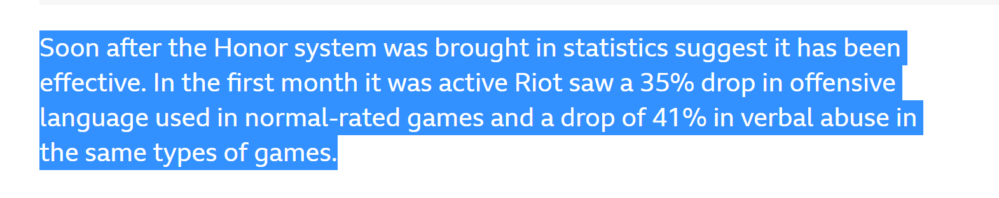 Soon after the Honor system was brought in statistics suggest it has been
effective. In the first month it was active Riot saw a 35% drop in offensive
language used in normal-rated games and a drop of 41% in verbal abuse in
the same types of games.